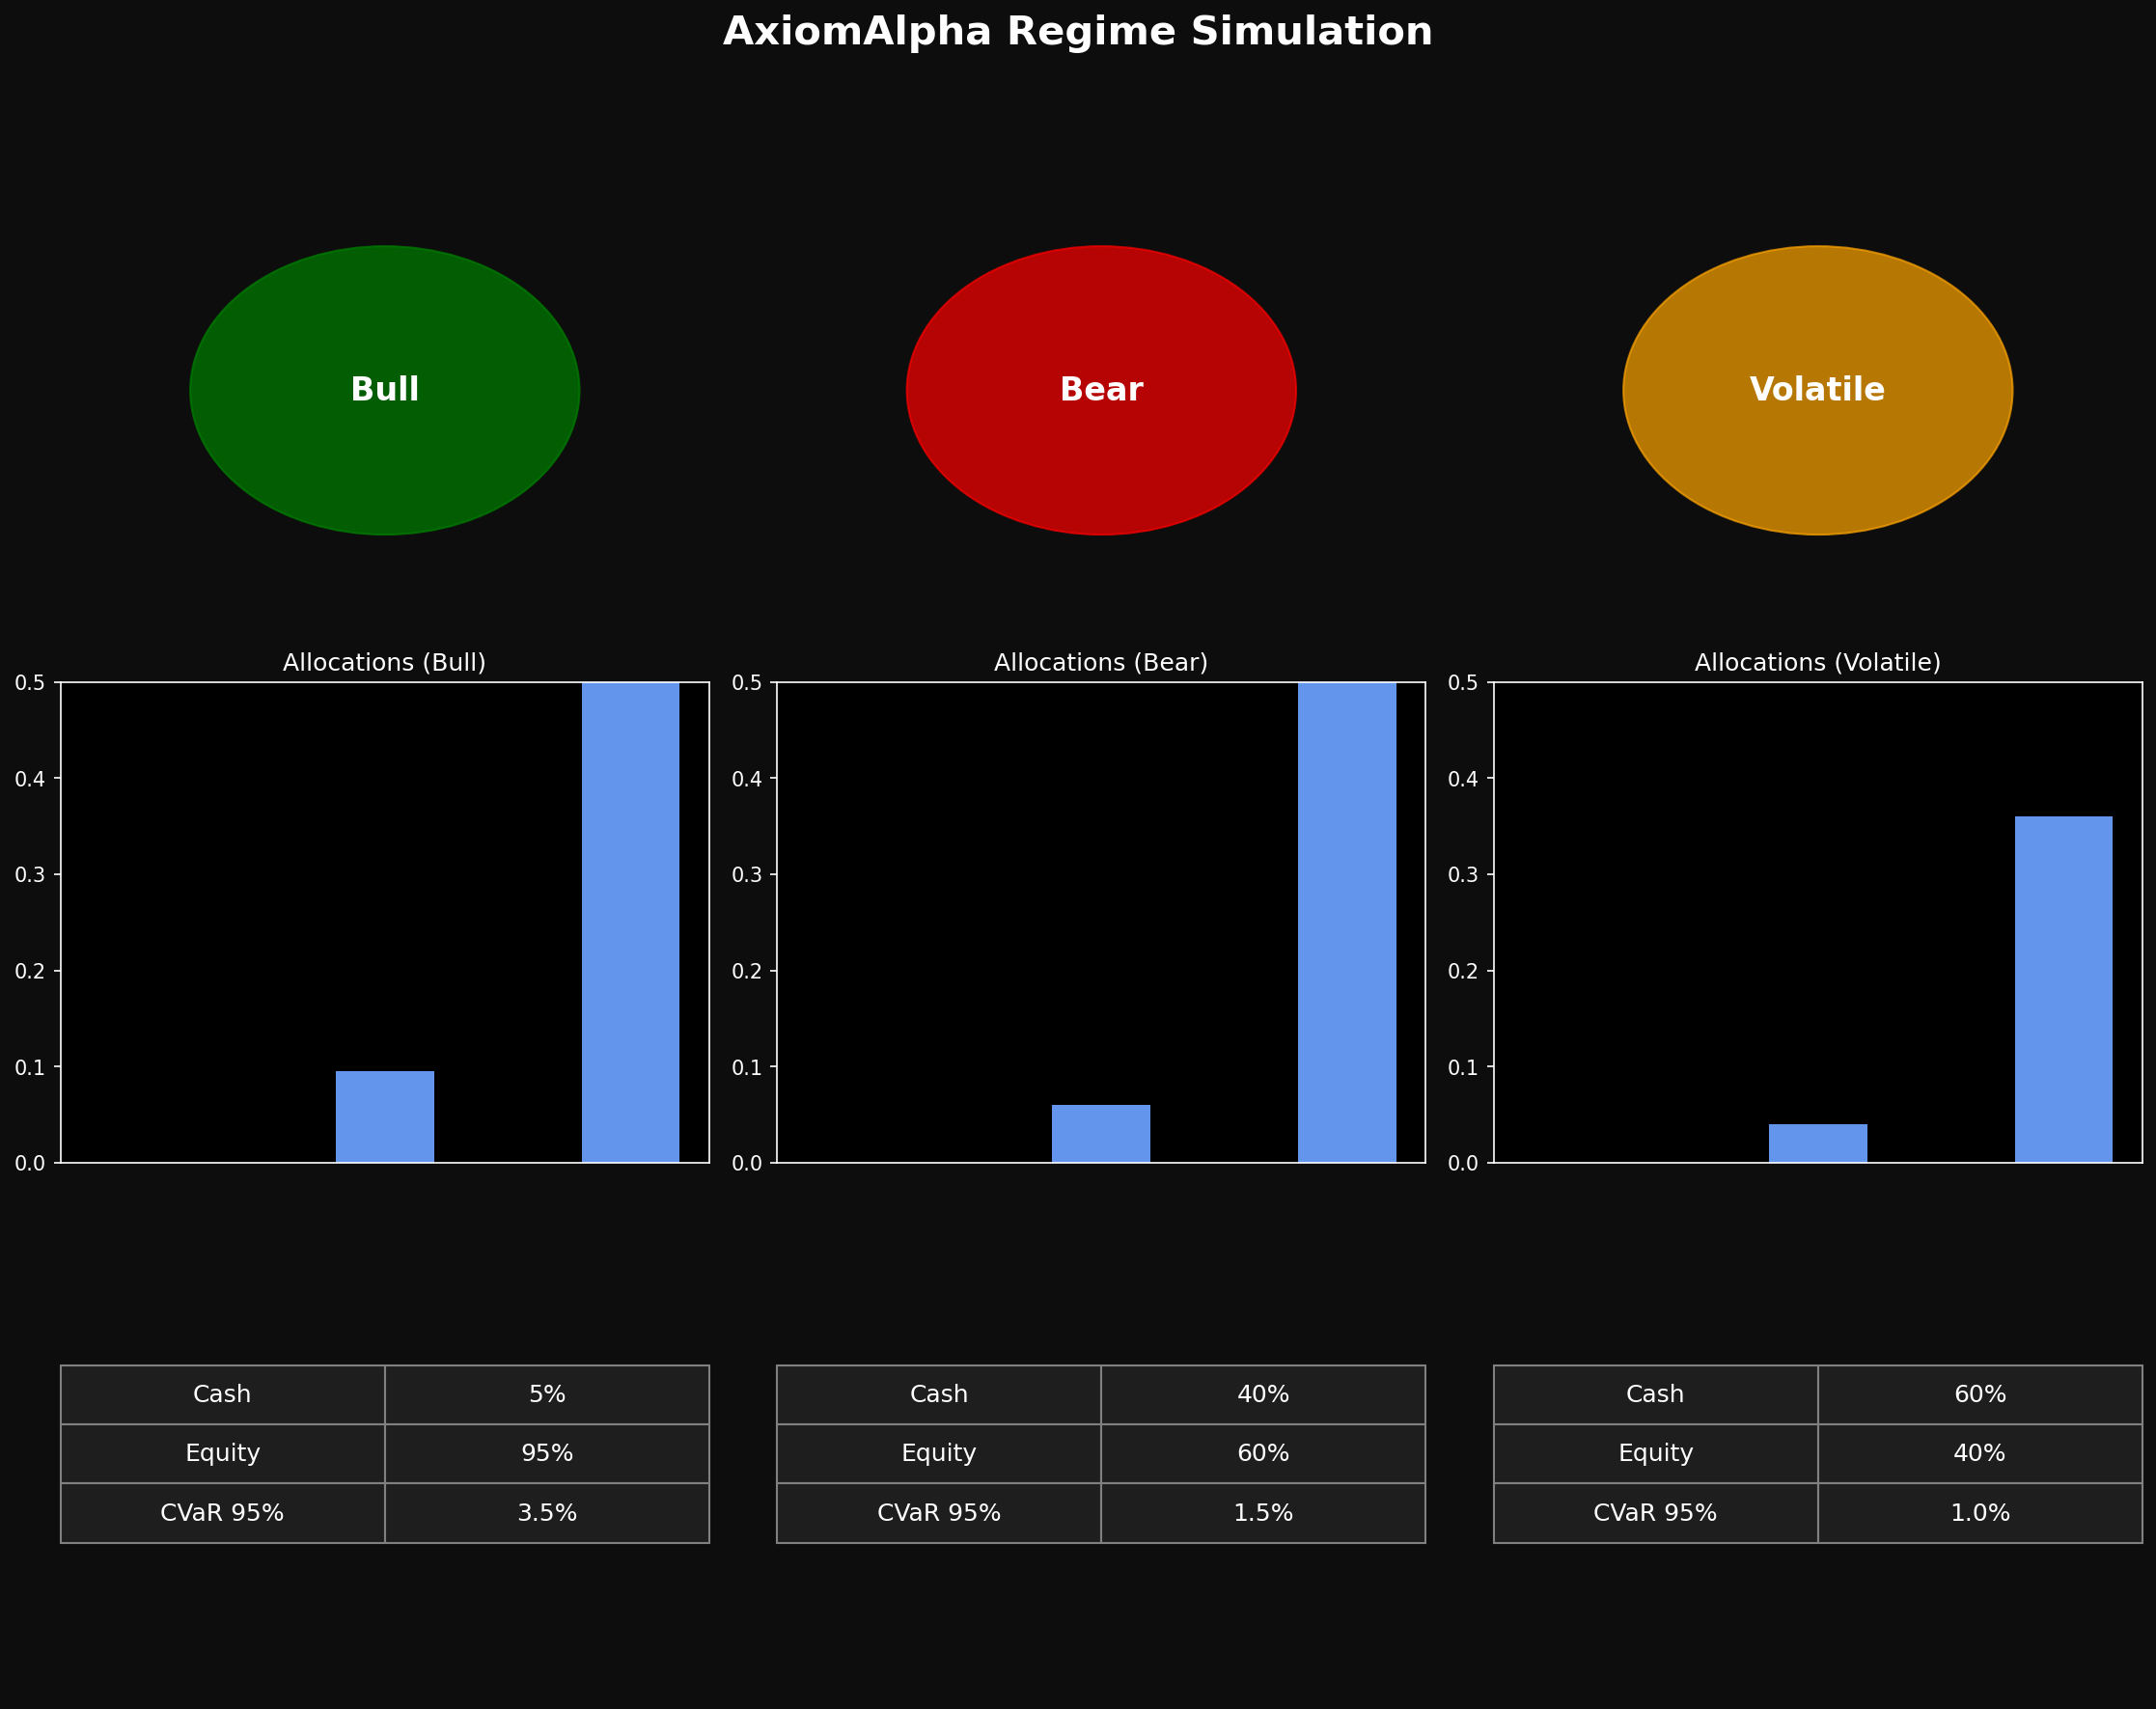 AxiomAlpha Regime Simulation
Bull
Bear
Volatile
Allocations (Bull)
0.5
0.4
0.3
0.2
0.1
0.0
Allocations (Bear)
0.5
0.4
0.3
0.2
0.1
0.0
Allocations (Volatile)
0.5
0.4
0.3
0.2
0.1
0.0
Cash 5%
Equity 95%
CVaR 95% 3.5%
Cash 40%
Equity 60%
CVaR 95% 1.5%
Cash 60%
Equity 40%
CVaR 95% 1.0%